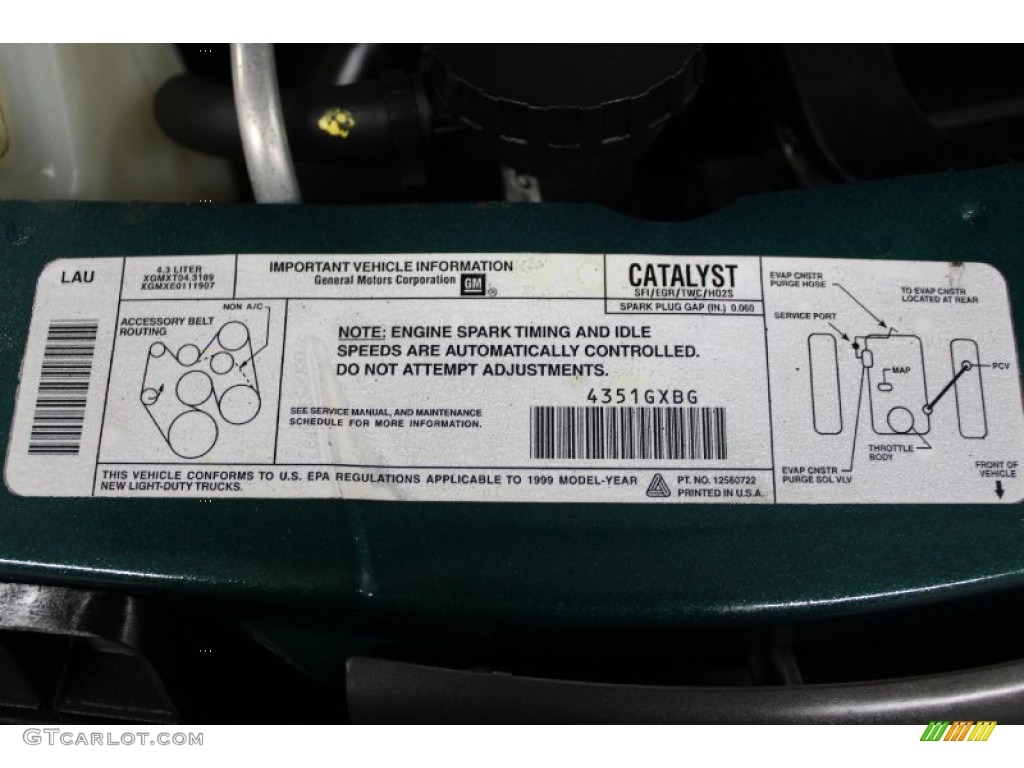 LAU
4.3 LITER
XGMXT04.3189
XGMXE0111907
IMPORTANT VEHICLE INFORMATION
General Motors Corporation GM ®
CATALYST
SFI/EGR/TWC/HO2S
SPARK PLUG GAP (IN.) 0.060
NON A/C
ACCESSORY BELT
ROUTING
NOTE: ENGINE SPARK TIMING AND IDLE
SPEEDS ARE AUTOMATICALLY CONTROLLED.
DO NOT ATTEMPT ADJUSTMENTS.
4351GXBG
SEE SERVICE MANUAL, AND MAINTENANCE
SCHEDULE FOR MORE INFORMATION.
THIS VEHICLE CONFORMS TO U.S. EPA REGULATIONS APPLICABLE TO 1999 MODEL-YEAR
NEW LIGHT-DUTY TRUCKS.
PT. NO. 12560722
PRINTED IN U.S.A.
EVAP CNSTR
PURGE HOSE
TO EVAP CNSTR
LOCATED AT REAR
SERVICE PORT
MAP
PCV
THROTTLE
BODY
EVAP CNSTR
PURGE SOL VLV
FRONT OF
VEHICLE
GTCarLot.com